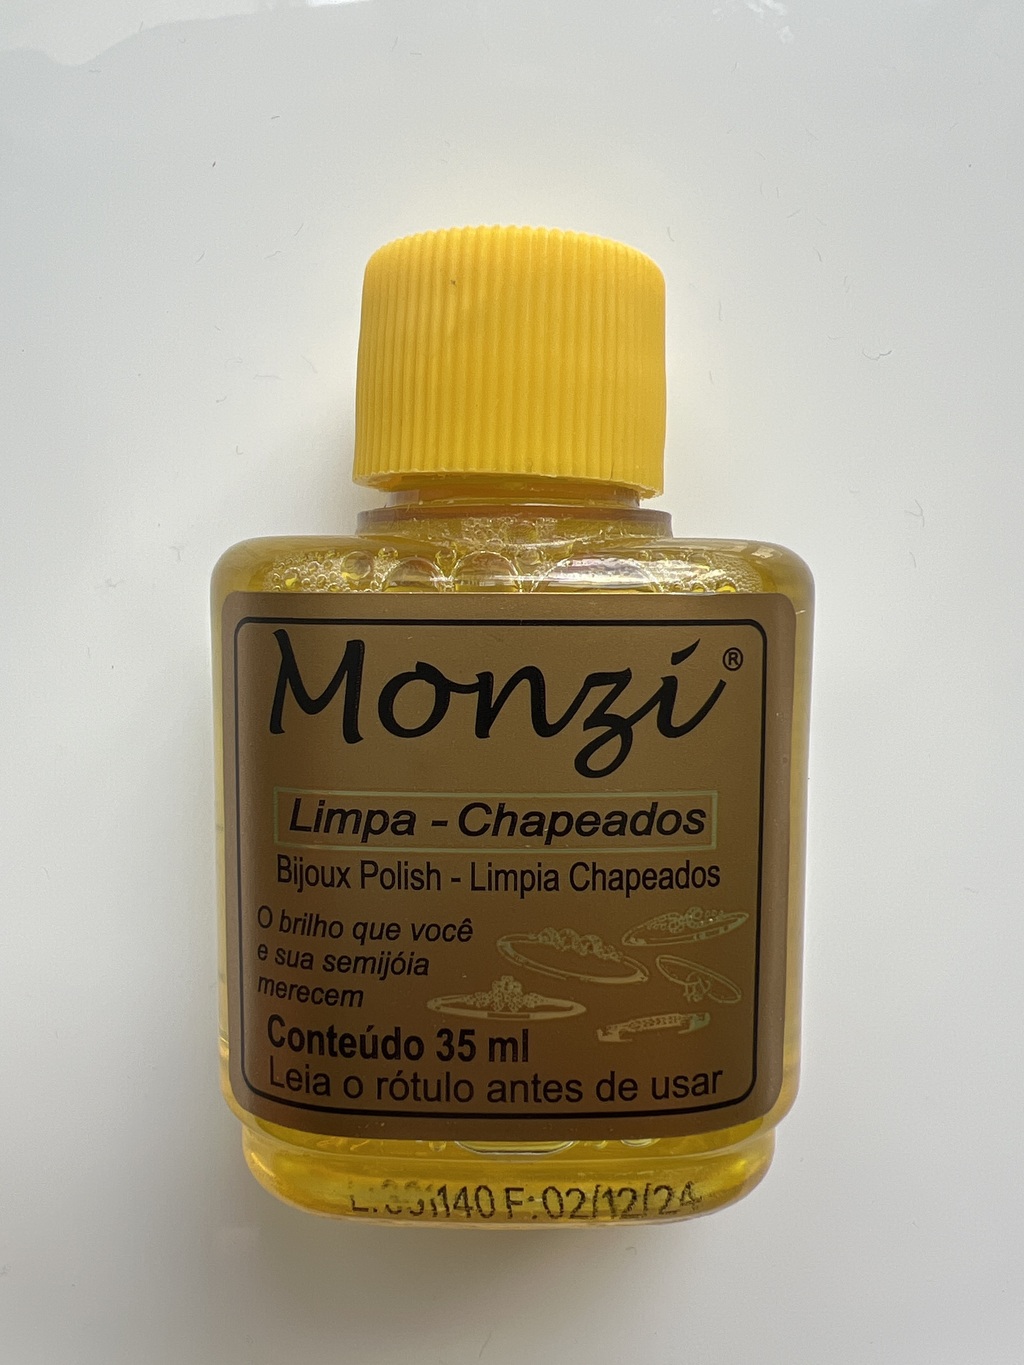 Monzi ®
Limpa - Chapeados
Bijoux Polish - Limpia Chapeados
O brilho que você
e sua semijóia
merecem
Conteúdo 35 ml
Leia o rótulo antes de usar
F:02/12/24